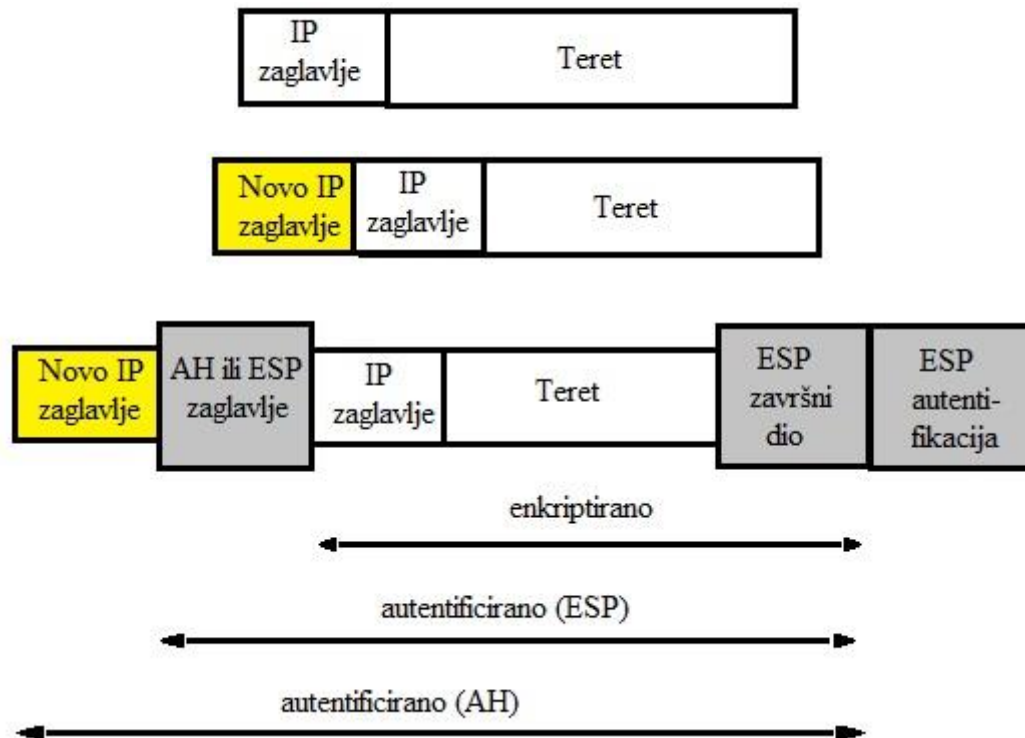 IP
zaglavlje
Teret
Novo IP
zaglavlje
IP
zaglavlje
Teret
Novo IP
zaglavlje
AH ili ESP
zaglavlje
IP
zaglavlje
Teret
ESP
završni
dio
ESP
autenti-
fikacija
enkriptirano
autentificirano (ESP)
autentificirano (AH)